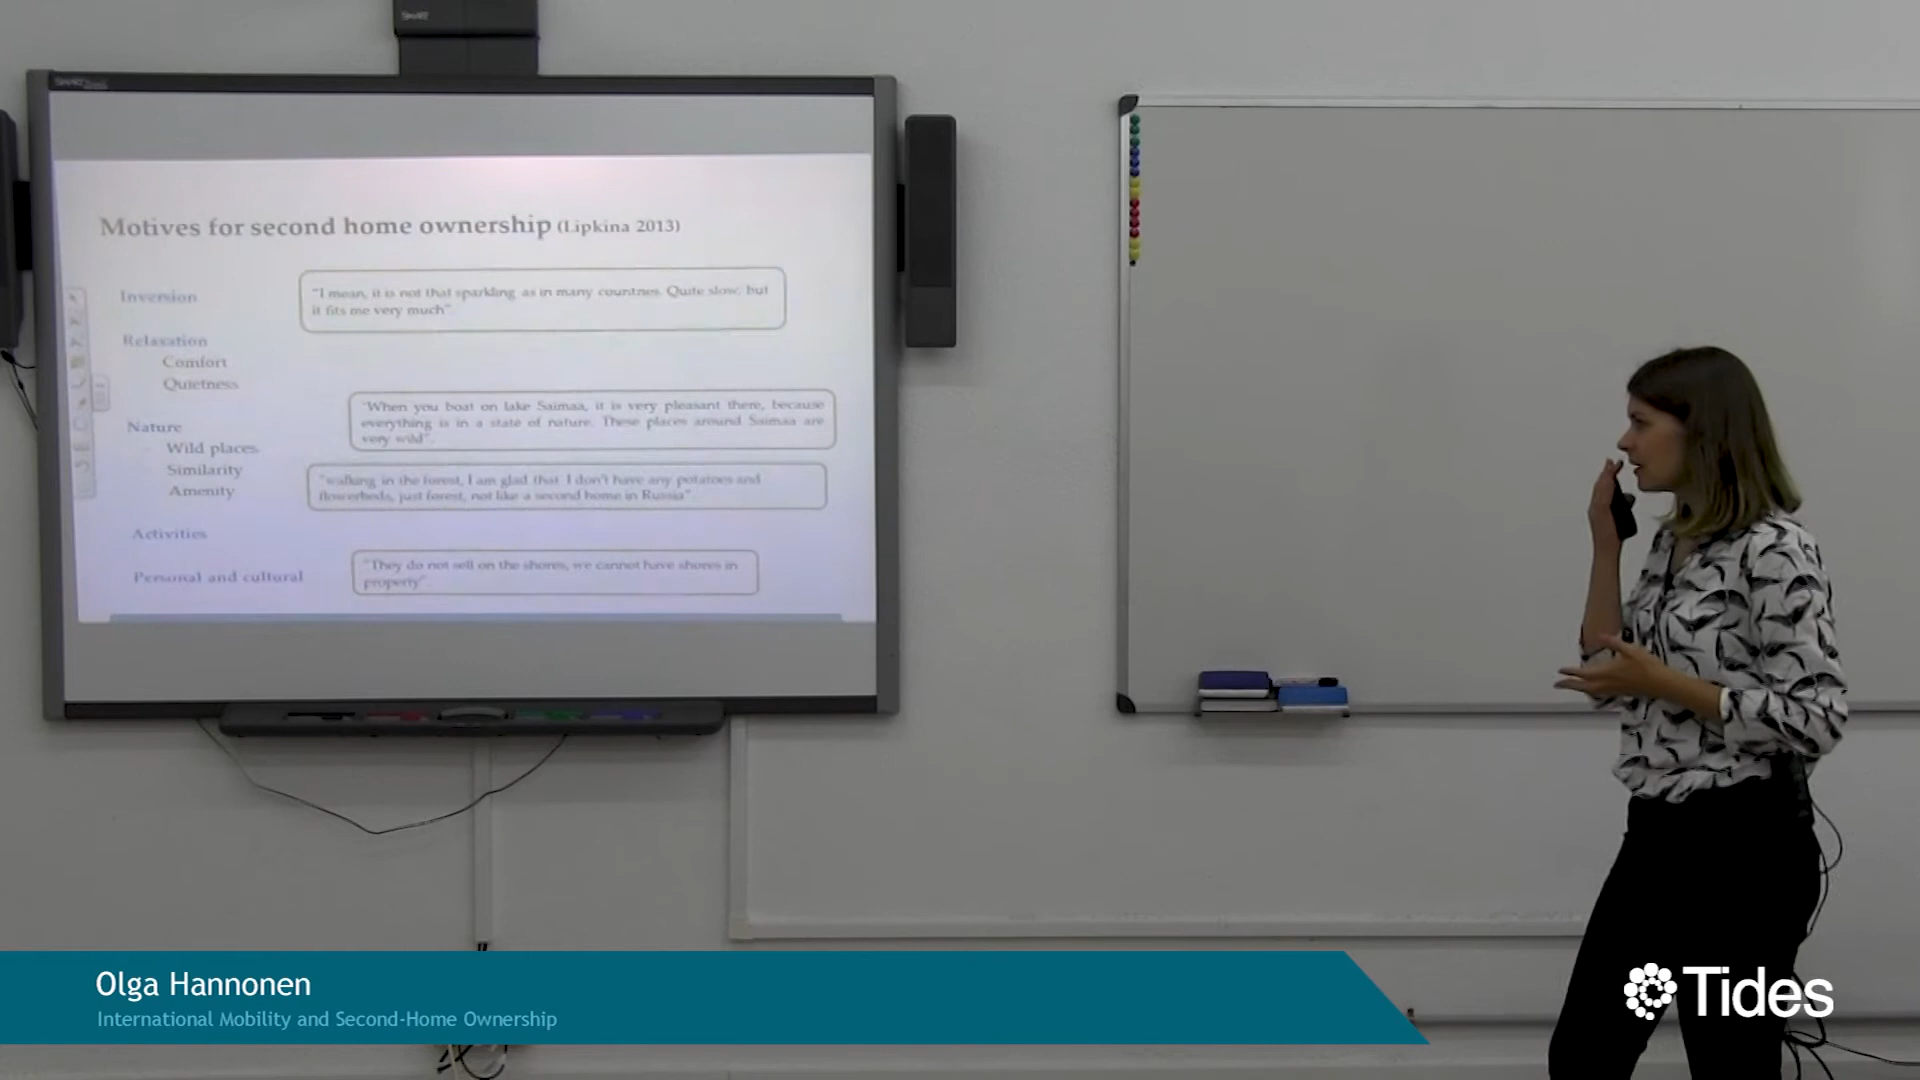 SMART
SMART
Motives for second home ownership (Lipkina 2013)
Inversion
"I mean, it is not that sparkling as in many countries. Quite slow, but
it fits me very much"
Relaxation
Comfort
Quietness
"When you boat on lake Saimaa, it is very pleasant there, because
everything is in a state of nature. These places around Saimaa are
very wild".
Nature
Wild places
Similarity
Amenity
"walking in the forest, I am glad that I don't have any potatoes and
flowerbeds, just forest, not like a second home in Russia".
Activities
Personal and cultural
"They do not sell on the shores, we cannot have shores in
property"
Olga Hannonen
International Mobility and Second-Home Ownership
Tides